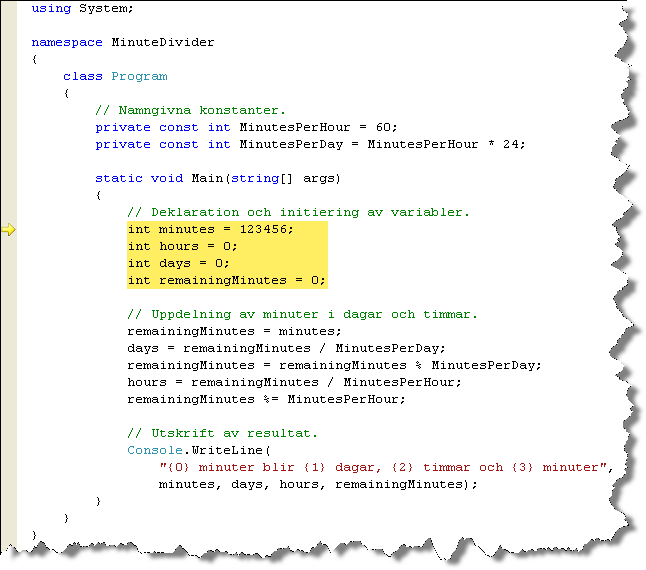 using System;
namespace MinuteDivider
{
class Program
{
// Namngivna konstanter.
private const int MinutesPerHour = 60;
private const int MinutesPerDay = MinutesPerHour * 24;
static void Main(string[] args)
{
// Deklaration och initiering av variabler.
int minutes = 123456;
int hours = 0;
int days = 0;
int remainingMinutes = 0;
// Uppdelning av minuter i dagar och timmar.
remainingMinutes = minutes;
days = remainingMinutes / MinutesPerDay;
remainingMinutes = remainingMinutes % MinutesPerDay;
hours = remainingMinutes / MinutesPerHour;
remainingMinutes %= MinutesPerHour;
// Utskrift av resultat.
Console.WriteLine(
"{0} minuter blir {1} dagar, {2} timmar och {3} minuter",
minutes, days, hours, remainingMinutes);
}
}
}